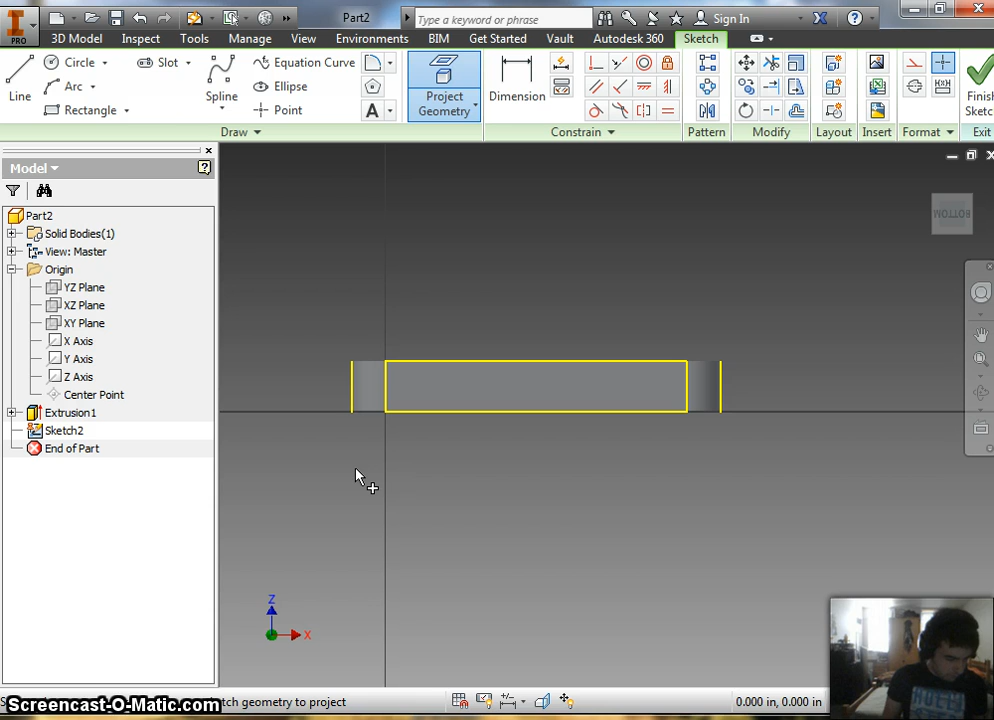 Part2
Type a keyword or phrase
Sign In
PRO
3D Model Inspect Tools Manage View Environments Get Started Vault Autodesk 360 Sketch
Line
Circle
Arc
Rectangle
Slot
Spline
Equation Curve
Ellipse
Point
A
Project
Geometry
Dimension
Finish
Sketc
Draw
Constrain
Pattern
Modify
Layout
Insert
Format
Exit
Model
Part2
Solid Bodies(1)
View: Master
Origin
YZ Plane
XZ Plane
XY Plane
X Axis
Y Axis
Z Axis
Center Point
Extrusion1
Sketch2
End of Part
BOTTOM
Z
X
Screencast-O-Matic.com
tch geometry to project
0.000 in, 0.000 in